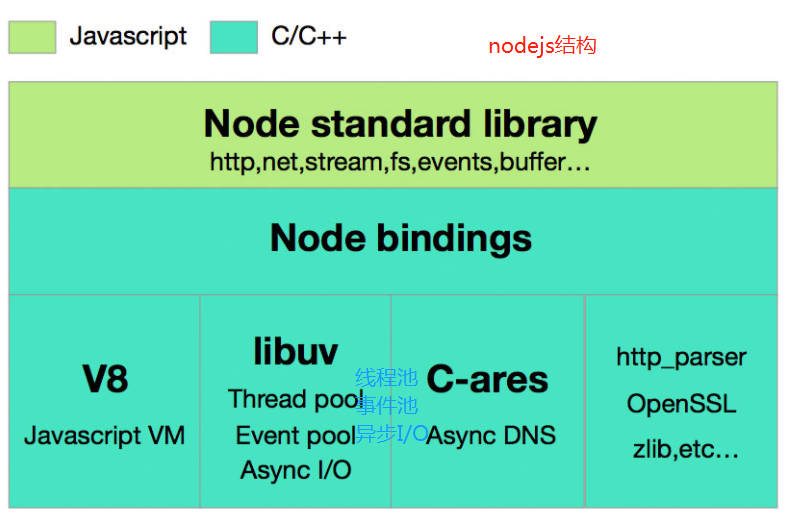 Javascript
C/C++
nodejs结构
Node standard library
http,net,stream,fs,events,buffer…
Node bindings
V8
Javascript VM
libuv
Thread pool
Event pool
Async I/O
线程池
事件池
异步I/O
C-ares
Async DNS
http_parser
OpenSSL
zlib,etc…